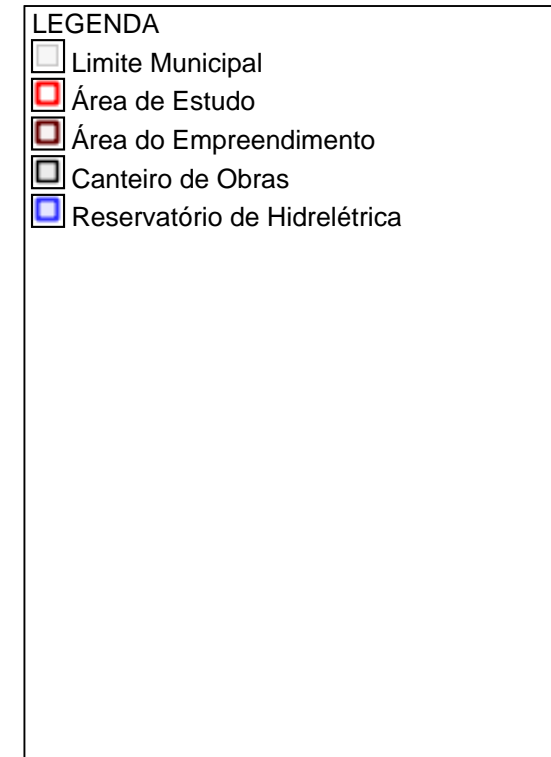 LEGENDA
Limite Municipal
Área de Estudo
Área do Empreendimento
Canteiro de Obras
Reservatório de Hidrelétrica